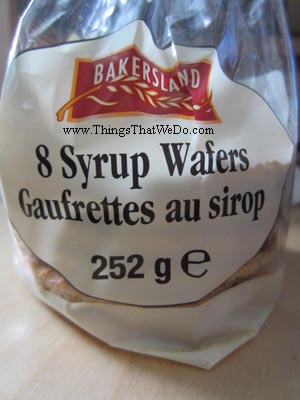 BAKERSLAND
www.ThingsThatWeDo.com
8 Syrup Wafers
Gaufrettes au sirop
252 g ℮